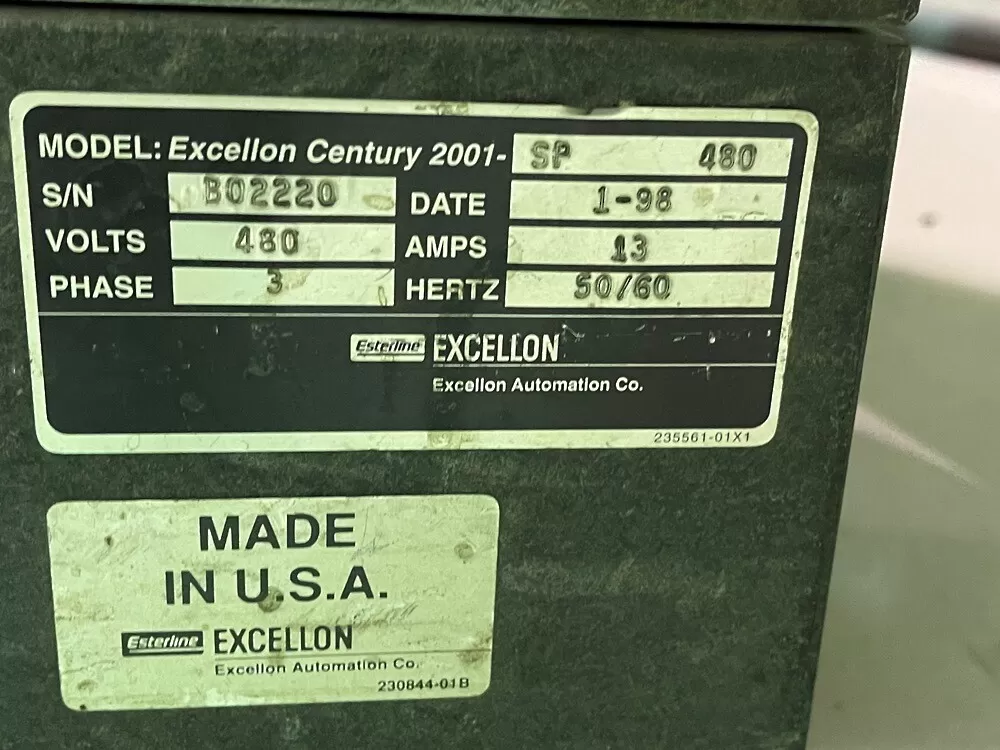 MODEL: Excellon Century 2001- SP 480
S/N B02220 DATE 1-98
VOLTS 480 AMPS 13
PHASE 3 HERTZ 50/60
Esterline EXCELLON
Excellon Automation Co.
235561-01X1
MADE
IN U.S.A.
Esterline EXCELLON
Excellon Automation Co.
230844-01B